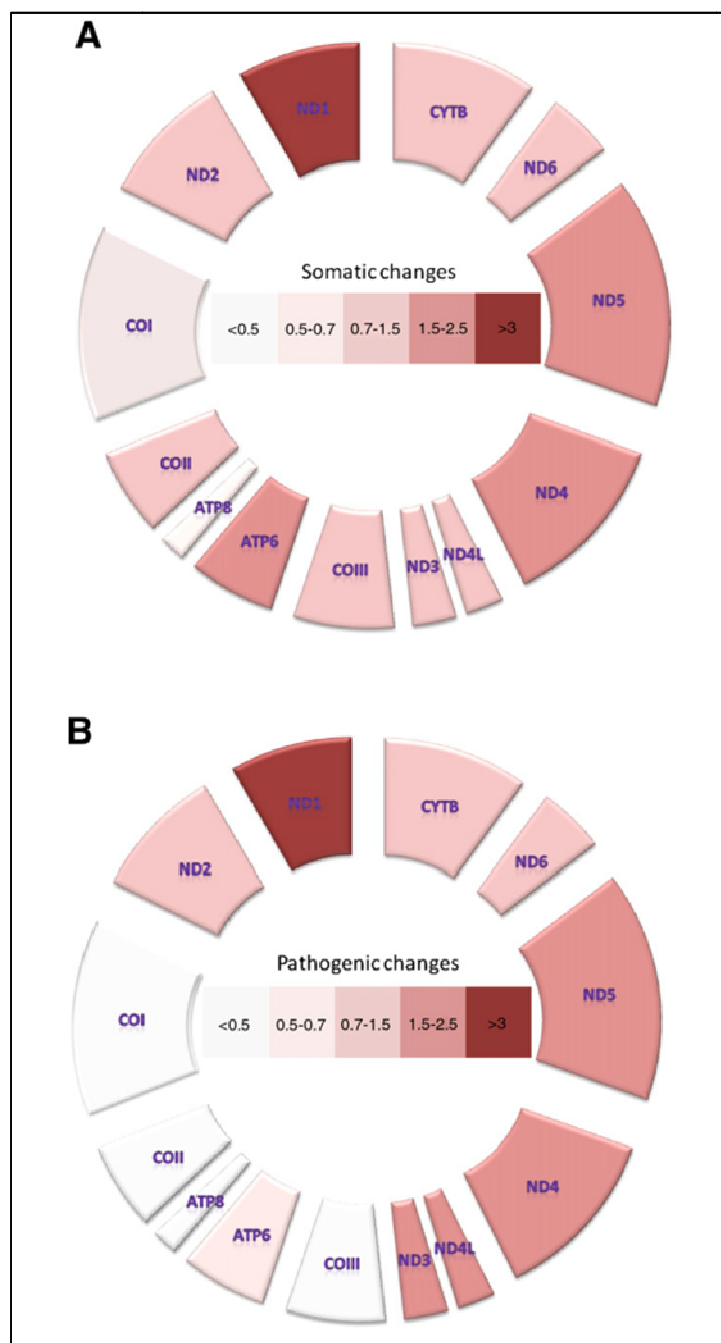 A
ND1
CYTB
ND2
ND6
COI
Somatic changes
<0.5 0.5-0.7 0.7-1.5 1.5-2.5 >3
ND5
COII
ATP8
ATP6
COIII
ND3
ND4L
ND4
B
ND1
CYTB
ND2
ND6
COI
Pathogenic changes
<0.5 0.5-0.7 0.7-1.5 1.5-2.5 >3
ND5
COII
ATP8
ATP6
COIII
ND3
ND4L
ND4